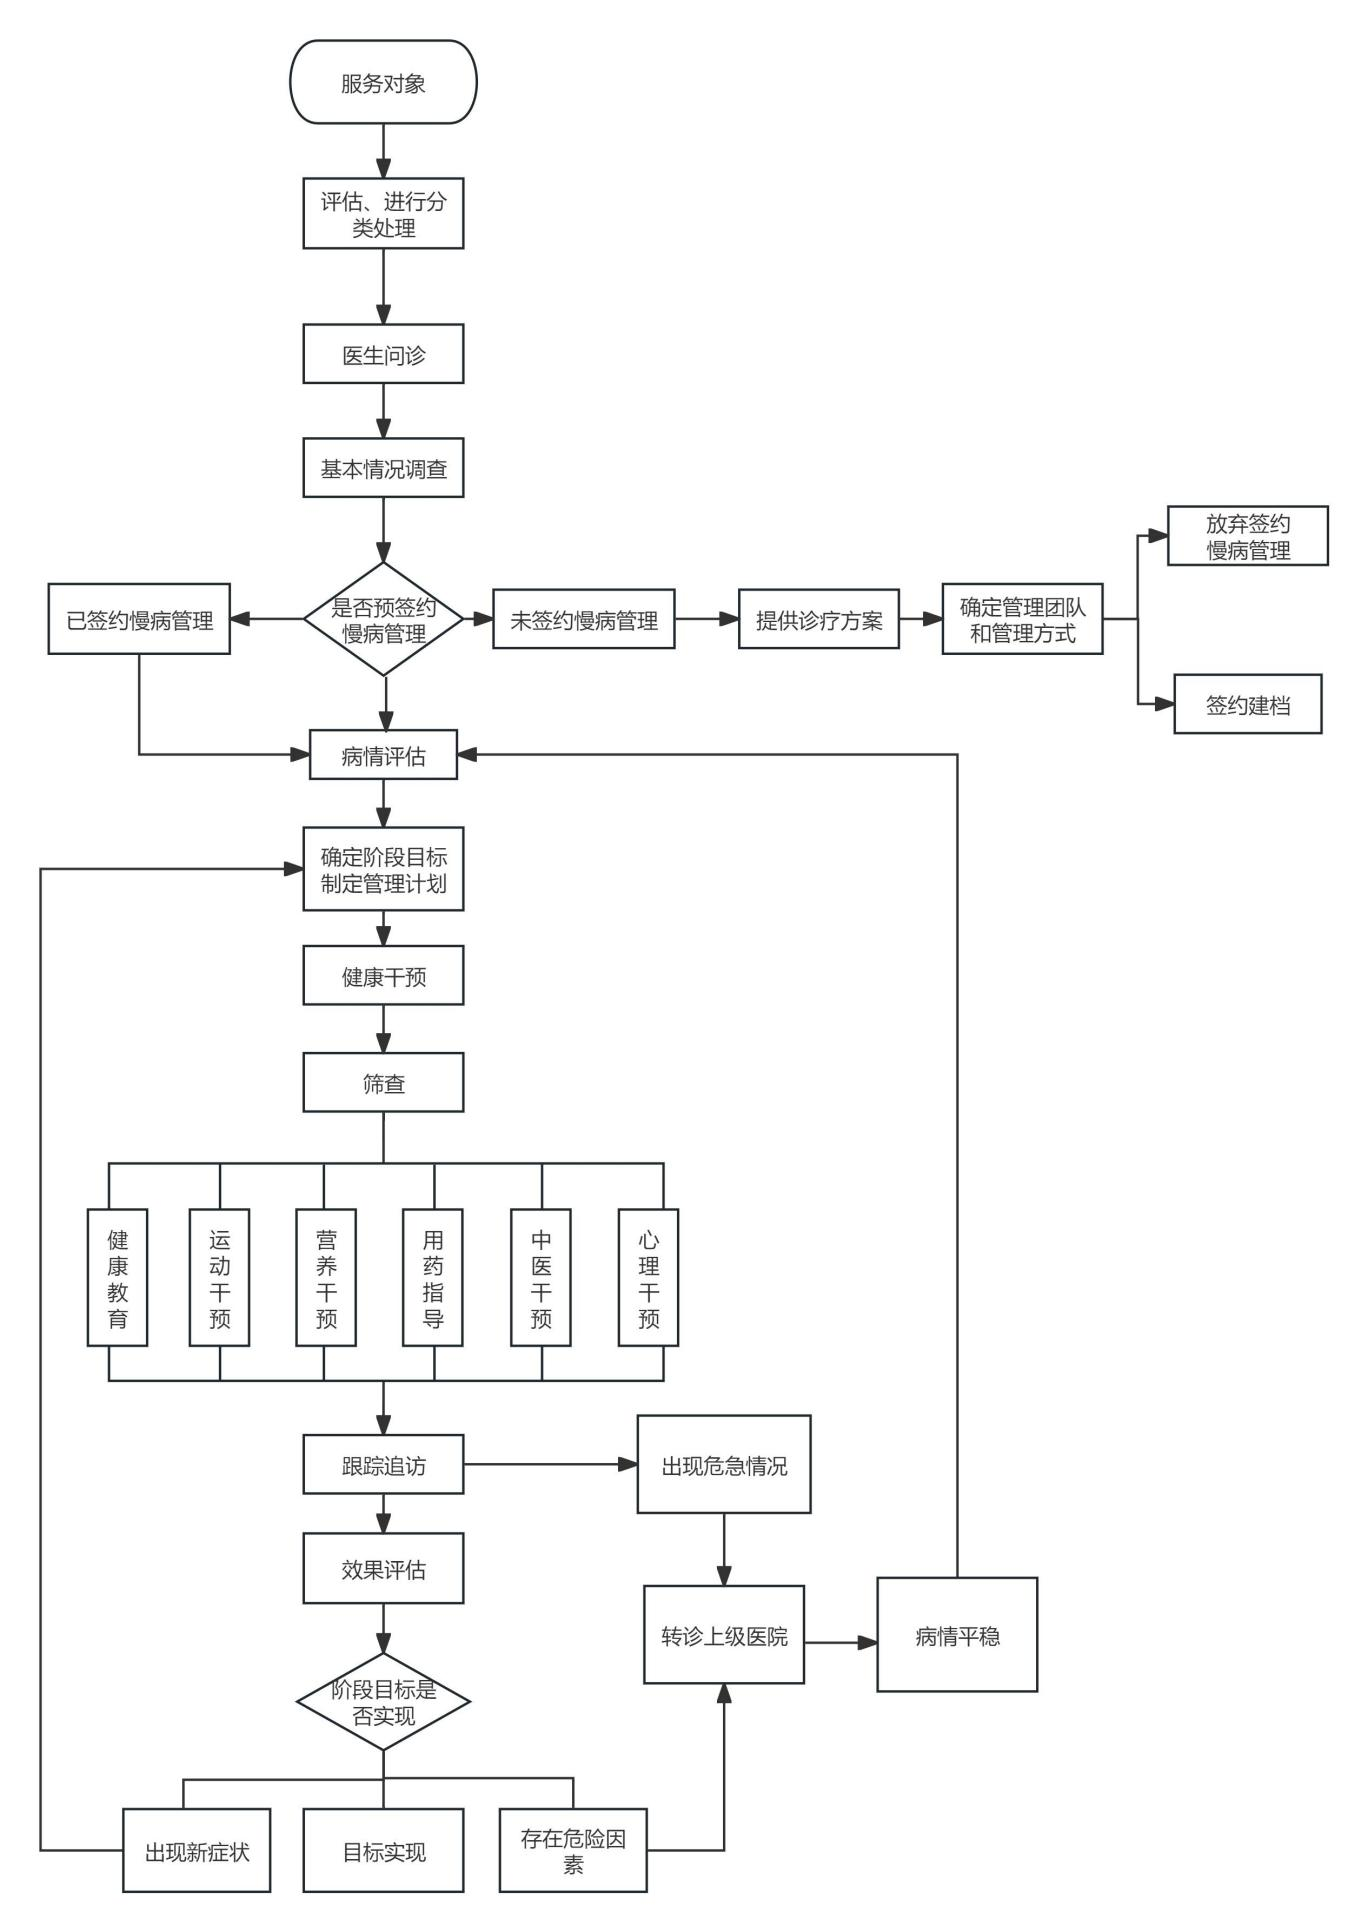 服务对象
评估、进行分
类处理
医生问诊
基本情况调查
放弃签约
慢病管理
已签约慢病管理
是否预签约
慢病管理
未签约慢病管理
提供诊疗方案
确定管理团队
和管理方式
签约建档
病情评估
确定阶段目标
制定管理计划
健康干预
筛查
健康教育
运动干预
营养干预
用药指导
中医干预
心理干预
跟踪追访
出现危急情况
效果评估
转诊上级医院
病情平稳
阶段目标是
否实现
出现新症状
目标实现
存在危险因
素